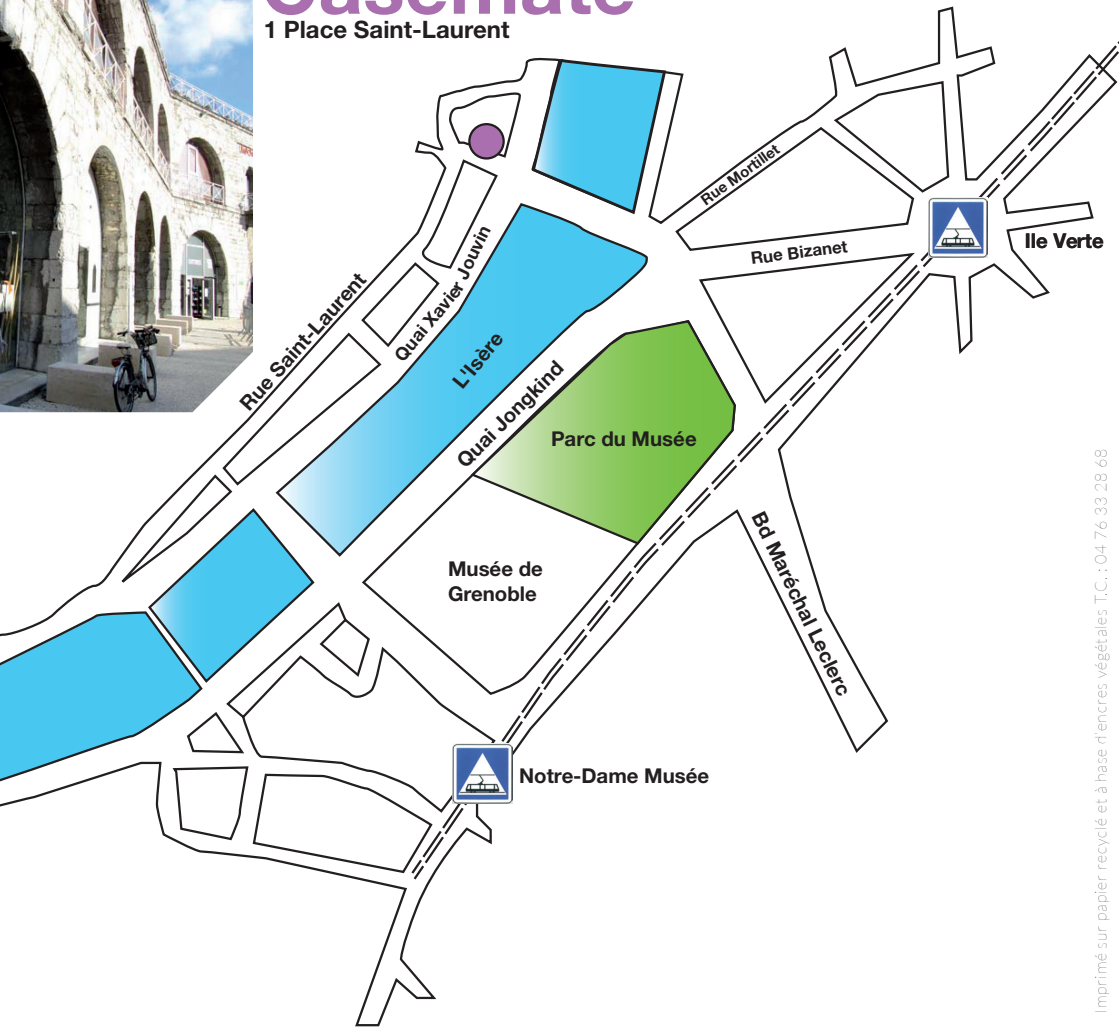 Casemate
1 Place Saint-Laurent
Rue Mortillet
Rue Bizanet
Ile Verte
Quai Xavier Jouvin
Rue Saint-Laurent
L'Isère
Quai Jongkind
Parc du Musée
Musée de
Grenoble
Bd Maréchal Leclerc
Notre-Dame Musée
Imprimé sur papier recyclé et à base d'encres végétales T.C. : 04 76 33 28 68